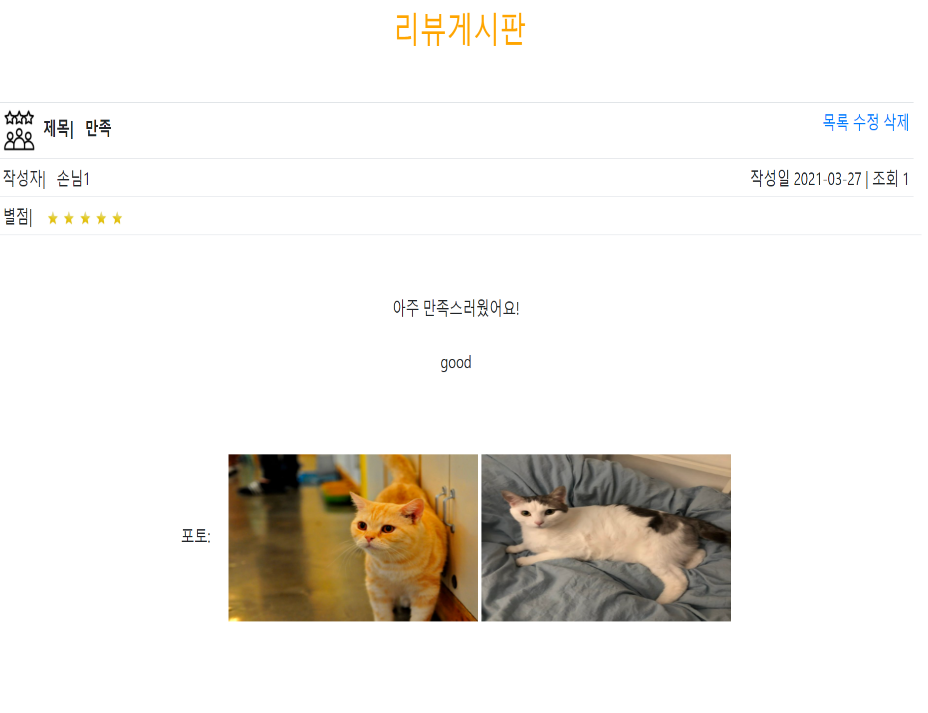 리뷰게시판
제목| 만족
목록 수정 삭제
작성자| 손님1
작성일 2021-03-27 | 조회 1
별점| ★ ★ ★ ★ ★
아주 만족스러웠어요!
good
포토: